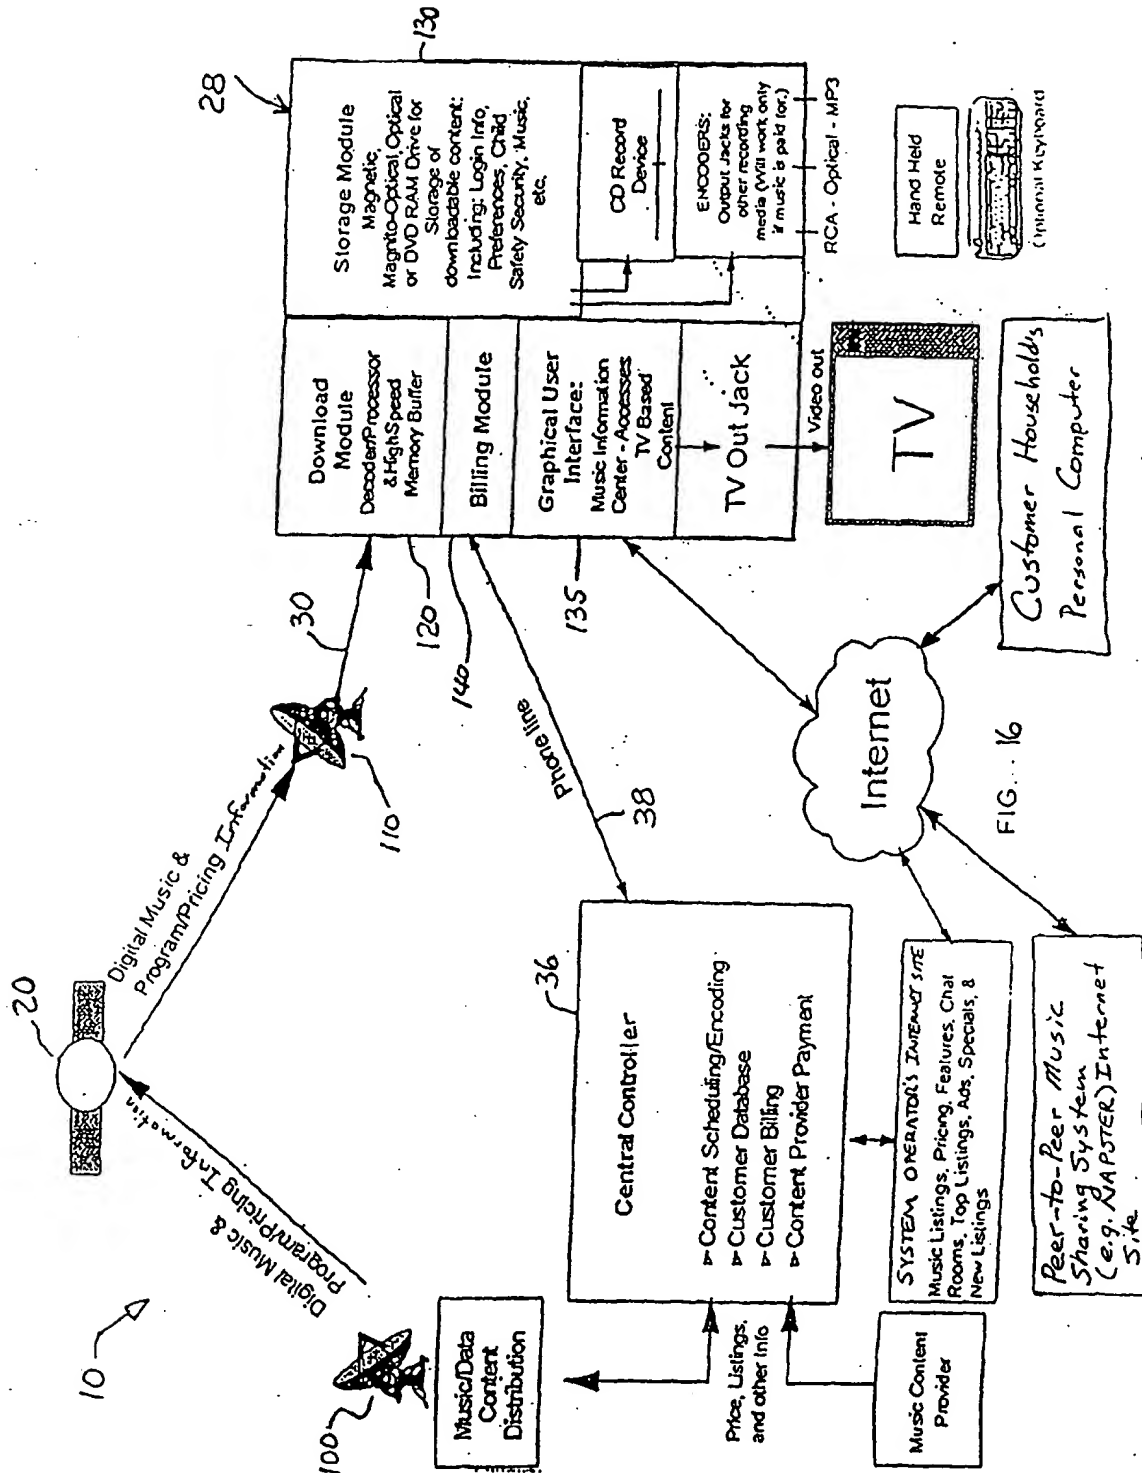 10
20
Digital Music &
Program/Pricing Information
Digital Music &
Program/Pricing Information
100
Music/Data
Content
Distribution
110
30
28
130
Download
Module
Decoder/Processor
&HighSpeed
Memory Buffer
120
Billing Module
140
Graphical User
Interface:
Music Information
Center - Accesses
TV Based
Content
135
TV Out Jack
Video out
TV
Storage Module
Magnetic,
Magnito-Optical, Optical
or DVD RAM Drive for
Storage of
downloadable content:
Including: Login Info,
Preferences, Child
Safety Security, Music,
etc.
CD Record
Device
ENCODERS:
Output Jacks for
other recording
media (Will work only
if music is paid for.)
RCA - Optical - MP3
Hand Held
Remote
Optional Keyboard
Phone line
38
36
Central Controller
Content Scheduling/Encoding
Customer Database
Customer Billing
Content Provider Payment
Price, Listings,
and other Info
Music Content
Provider
SYSTEM OPERATOR'S INTERNET SITE
Music Listings, Pricing, Features, Chat
Rooms, Top Listings, Ads, Specials, &
New Listings
Internet
Customer Household's
Personal Computer
Peer-to-Peer Music
Sharing System
(e.g. NAPSTER) Internet
Site
FIG. 16